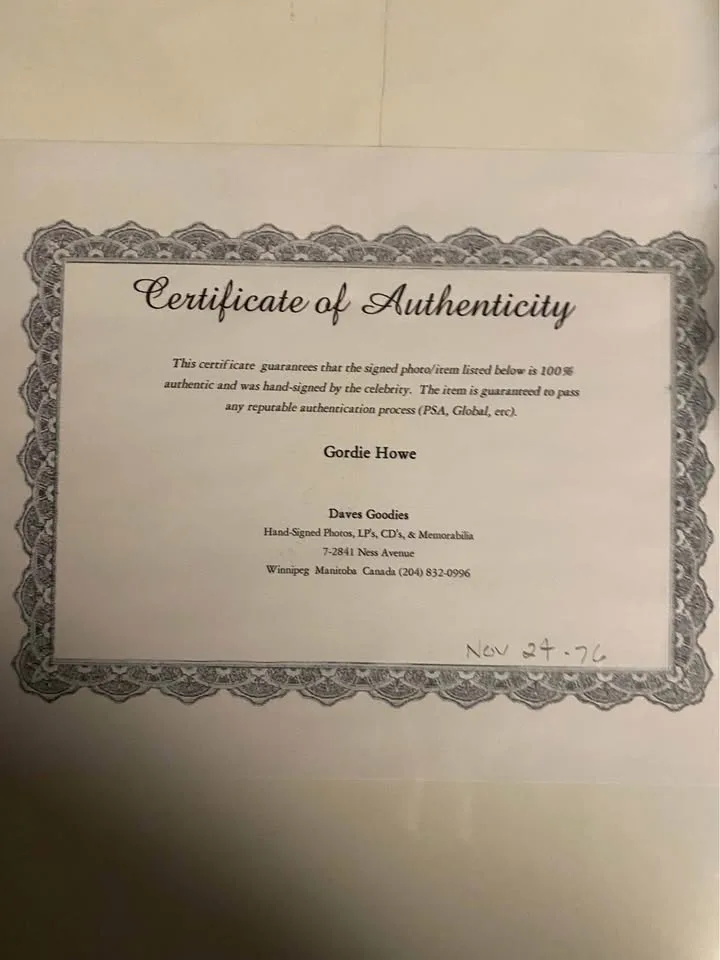 Certificate of Authenticity
This certificate guarantees that the signed photo/item listed below is 100%
authentic and was hand-signed by the celebrity. The item is guaranteed to pass
any reputable authentication process (PSA, Global, etc).
Gordie Howe
Daves Goodies
Hand-Signed Photos, LP's, CD's, & Memorabilia
7-2841 Ness Avenue
Winnipeg Manitoba Canada (204) 832-0996
Nov 24.76